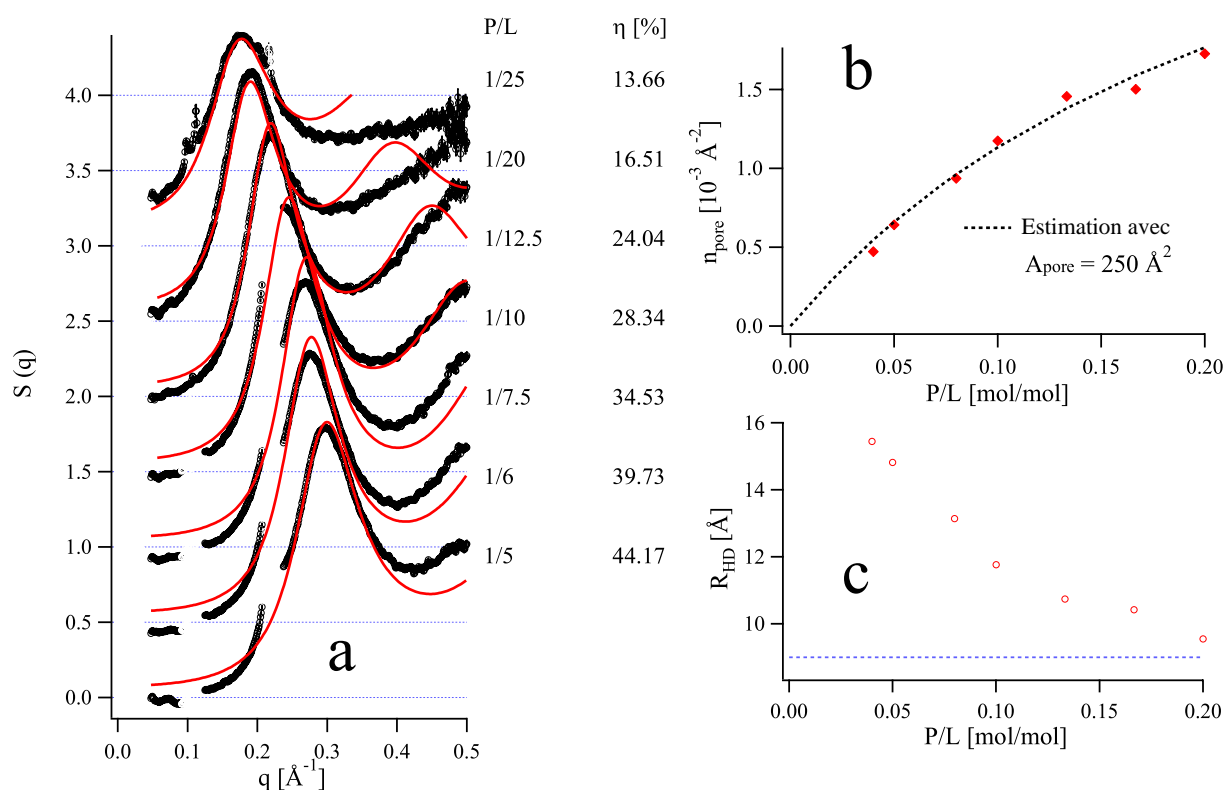 P/L η [%]
1/25 13.66
1/20 16.51
1/12.5 24.04
1/10 28.34
1/7.5 34.53
1/6 39.73
1/5 44.17
4.0
3.5
3.0
2.5
2.0
1.5
1.0
0.5
0.0
S (q)
a
0.0 0.1 0.2 0.3 0.4 0.5
q [Å-1]
b
1.5
1.0
0.5
0.0
npore [10-3 Å-2]
Estimation avec
Apore = 250 Å2
0.00 0.05 0.10 0.15 0.20
P/L [mol/mol]
16
14
12
10
RHD [Å]
c
0.00 0.05 0.10 0.15 0.20
P/L [mol/mol]